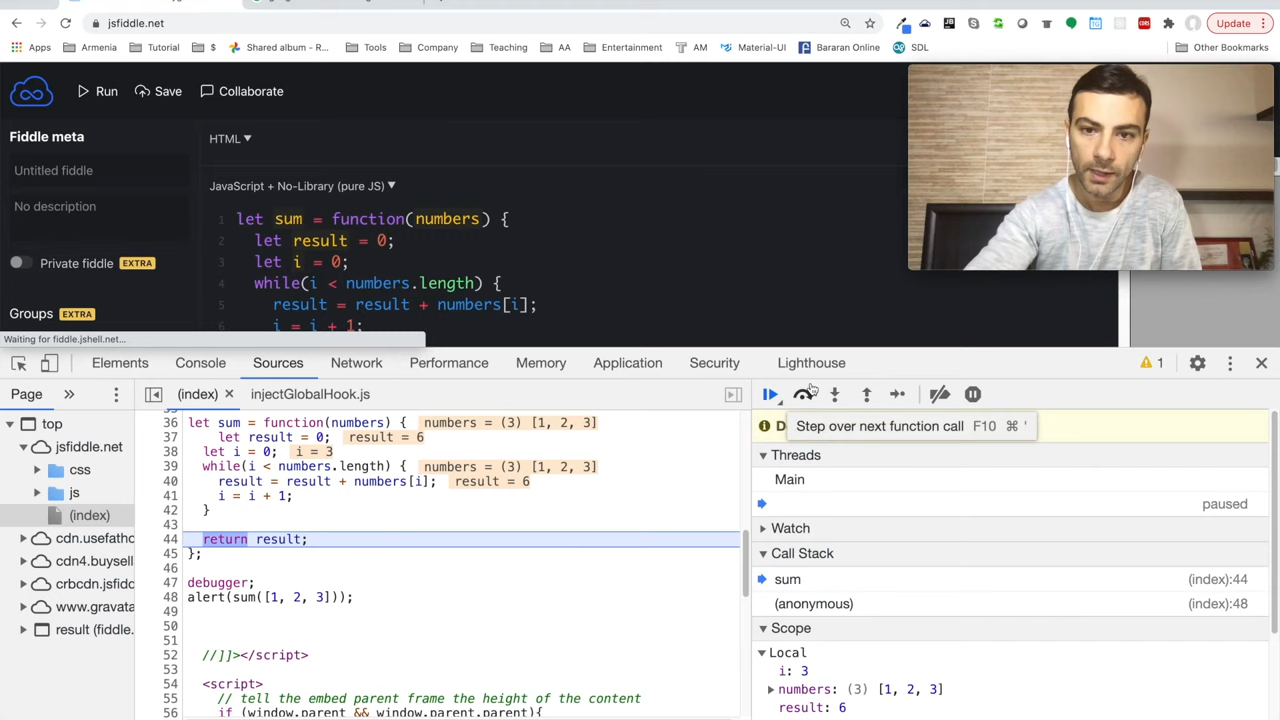 jsfiddle.net
Update
Apps
Armenia
Tutorial
$
Shared album - R...
Tools
Company
Teaching
AA
Entertainment
AM
Material-UI
Bararan Online
SDL
Other Bookmarks
Run
Save
Collaborate
Fiddle meta
Untitled fiddle
No description
Private fiddle EXTRA
Groups EXTRA
HTML
JavaScript + No-Library (pure JS)
1 let sum = function(numbers) {
2 let result = 0;
3 let i = 0;
4 while(i < numbers.length) {
5 result = result + numbers[i];
6 i = i + 1;
Waiting for fiddle.jshell.net...
Elements
Console
Sources
Network
Performance
Memory
Application
Security
Lighthouse
1
Page
(index)
injectGlobalHook.js
top
jsfiddle.net
css
js
(index)
cdn.usefatho
cdn4.buysell
crbcdn.jsfidd
www.gravata
result (fiddle.
36 let sum = function(numbers) { numbers = (3) [1, 2, 3]
37 let result = 0; result = 6
38 let i = 0; i = 3
39 while(i < numbers.length) { numbers = (3) [1, 2, 3]
40 result = result + numbers[i]; result = 6
41 i = i + 1;
42 }
43
44 return result;
45 };
46
47 debugger;
48 alert(sum([1, 2, 3]));
49
50
51
52 //]]></script>
53
54 <script>
55 // tell the embed parent frame the height of the content
56 if (window.parent && window.parent.parent){
Step over next function call F10 ⌘ '
Threads
Main
paused
Watch
Call Stack
sum (index):44
(anonymous) (index):48
Scope
Local
i: 3
numbers: (3) [1, 2, 3]
result: 6